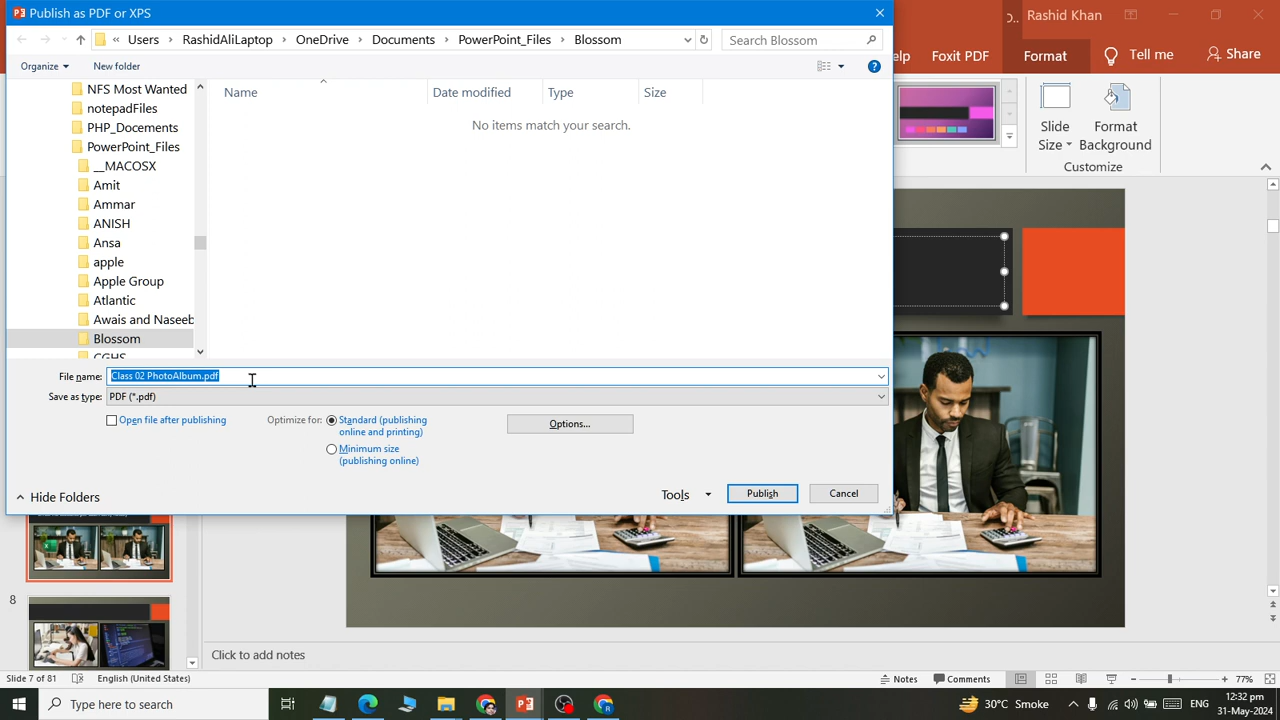 Publish as PDF or XPS
Rashid Khan
« Users > RashidAliLaptop > OneDrive > Documents > PowerPoint_Files > Blossom
Search Blossom
elp
Foxit PDF
Format
Tell me
Share
Organize
New folder
Name
Date modified
Type
Size
No items match your search.
NFS Most Wanted
notepadFiles
PHP_Docements
PowerPoint_Files
__MACOSX
Amit
Ammar
ANISH
Ansa
apple
Apple Group
Atlantic
Awais and Naseeb
Blossom
CGHS
Slide
Size
Format
Background
Customize
File name: Class 02 PhotoAlbum.pdf
Save as type: PDF (*.pdf)
Open file after publishing
Optimize for:
Standard (publishing
online and printing)
Minimum size
(publishing online)
Options...
Hide Folders
Tools
Publish
Cancel
8
Click to add notes
Slide 7 of 81
English (United States)
Notes
Comments
77%
Type here to search
30°C Smoke
ENG
12:32 pm
31-May-2024